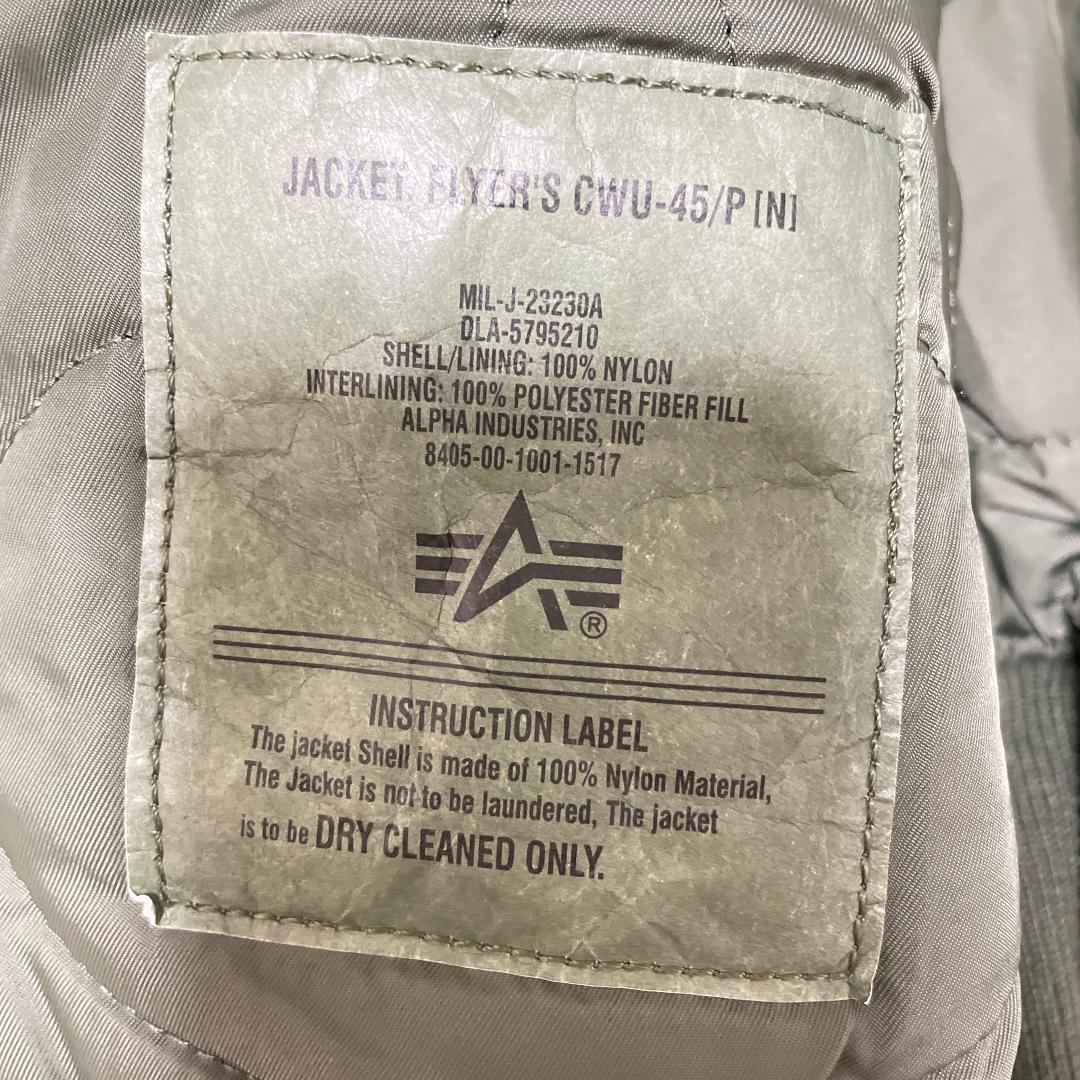 JACKET, FLYER'S CWU-45/P [N]
MIL-J-23230A
DLA-5795210
SHELL/LINING: 100% NYLON
INTERLINING: 100% POLYESTER FIBER FILL
ALPHA INDUSTRIES, INC
8405-00-1001-1517
®
INSTRUCTION LABEL
The jacket Shell is made of 100% Nylon Material,
The Jacket is not to be laundered, The jacket
is to be DRY CLEANED ONLY.